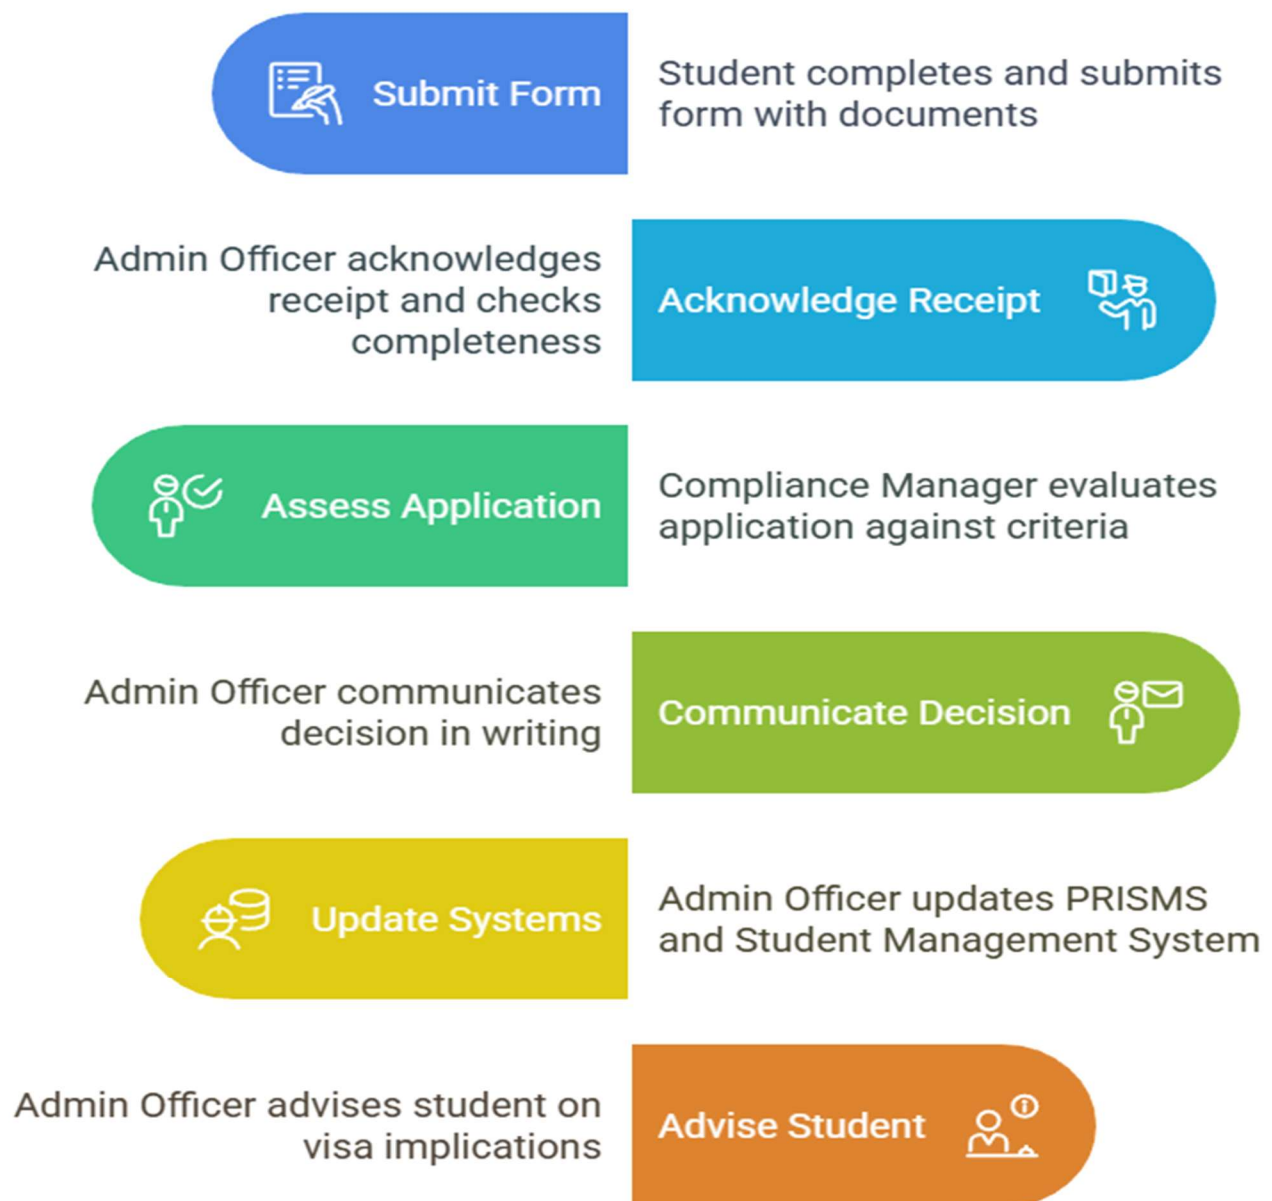 Submit Form
Student completes and submits
form with documents
Admin Officer acknowledges
receipt and checks
completeness
Acknowledge Receipt
Assess Application
Compliance Manager evaluates
application against criteria
Admin Officer communicates
decision in writing
Communicate Decision
Update Systems
Admin Officer updates PRISMS
and Student Management System
Admin Officer advises student on
visa implications
Advise Student